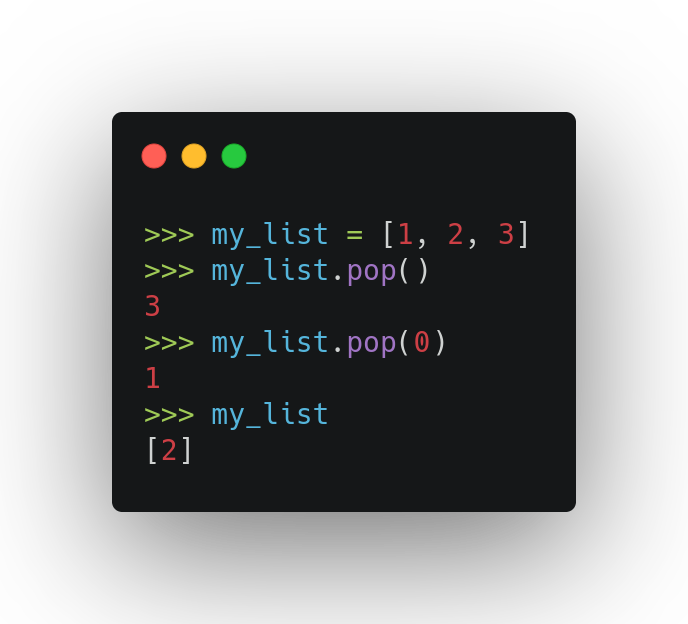 >>> my_list = [1, 2, 3]
>>> my_list.pop()
3
>>> my_list.pop(0)
1
>>> my_list
[2]